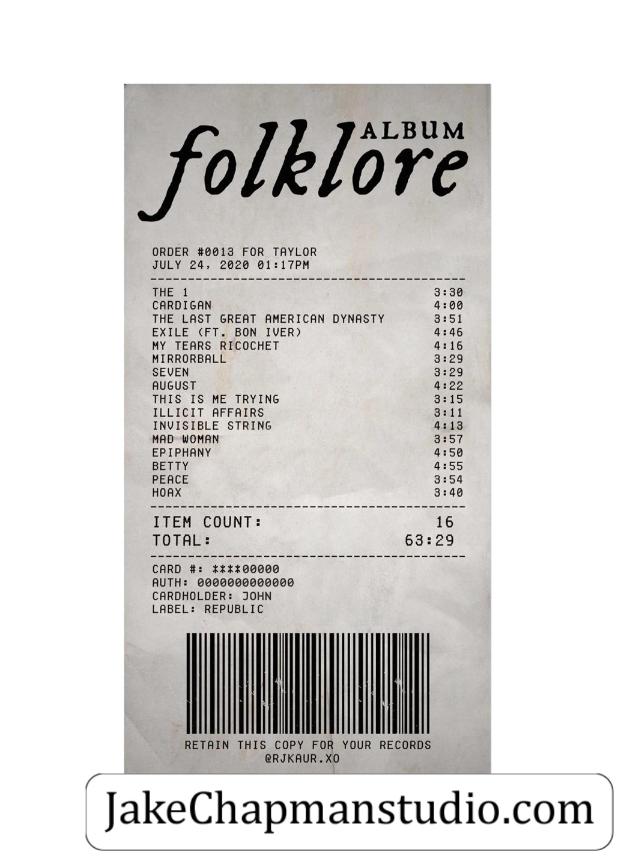 ALBUM
folklore
ORDER #0013 FOR TAYLOR
JULY 24, 2020 01:17PM
THE 1 3:30
CARDIGAN 4:00
THE LAST GREAT AMERICAN DYNASTY 3:51
EXILE (FT. BON IVER) 4:46
MY TEARS RICOCHET 4:16
MIRRORBALL 3:29
SEVEN 3:29
AUGUST 4:22
THIS IS ME TRYING 3:15
ILLICIT AFFAIRS 3:11
INVISIBLE STRING 4:13
MAD WOMAN 3:57
EPIPHANY 4:50
BETTY 4:55
PEACE 3:54
HOAX 3:40
ITEM COUNT: 16
TOTAL: 63:29
CARD #: ****00000
AUTH: 0000000000000
CARDHOLDER: JOHN
LABEL: REPUBLIC
RETAIN THIS COPY FOR YOUR RECORDS
@RJKAUR.XO
JakeChapmanstudio.com